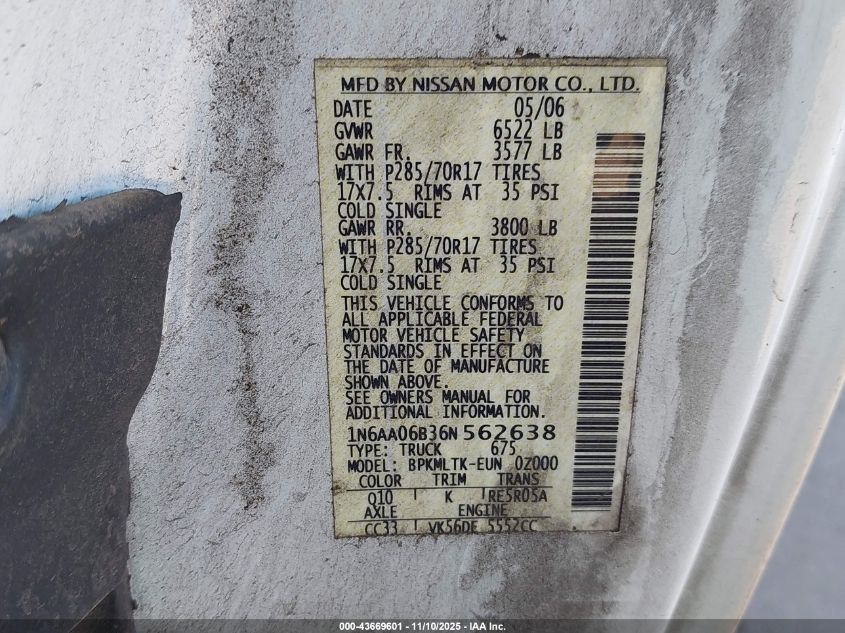 MFD BY NISSAN MOTOR CO., LTD.
DATE 05/06
GVWR 6522 LB
GAWR FR. 3577 LB
WITH P285/70R17 TIRES
17X7.5 RIMS AT 35 PSI
COLD SINGLE
GAWR RR. 3800 LB
WITH P285/70R17 TIRES
17X7.5 RIMS AT 35 PSI
COLD SINGLE
THIS VEHICLE CONFORMS TO
ALL APPLICABLE FEDERAL
MOTOR VEHICLE SAFETY
STANDARDS IN EFFECT ON
THE DATE OF MANUFACTURE
SHOWN ABOVE.
SEE OWNERS MANUAL FOR
ADDITIONAL INFORMATION.
1N6AA06B36N 562638
TYPE: TRUCK 675
MODEL: BPKMLTK-EUN 0Z000
COLOR TRIM TRANS
Q10 K RE5R05A
AXLE ENGINE
CC33 VK56DE 5552CC
000-43669601 - 11/10/2025 - IAA Inc.